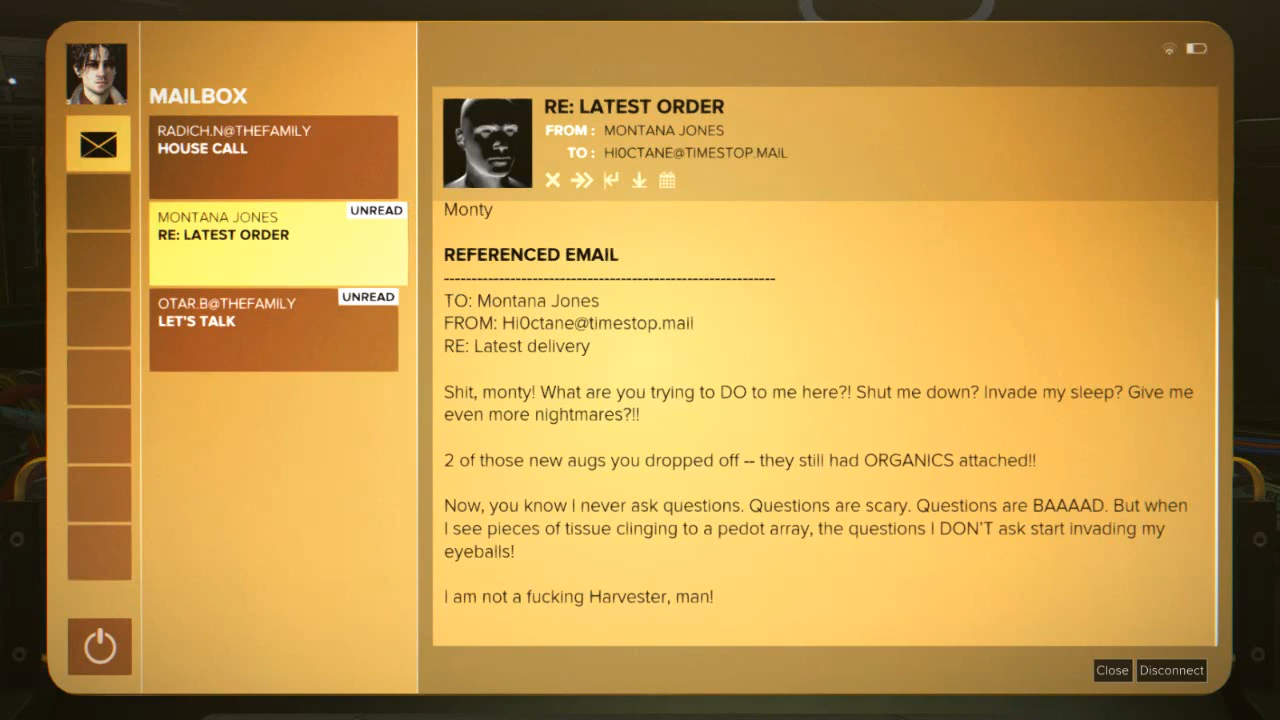 MAILBOX
RADICH.N@THEFAMILY
HOUSE CALL
MONTANA JONES
UNREAD
RE: LATEST ORDER
OTAR.B@THEFAMILY
UNREAD
LET'S TALK
RE: LATEST ORDER
FROM : MONTANA JONES
TO : HI0CTANE@TIMESTOP.MAIL
Monty
REFERENCED EMAIL
------------------------------------------------------------
TO: Montana Jones
FROM: Hi0ctane@timestop.mail
RE: Latest delivery
Shit, monty! What are you trying to DO to me here?! Shut me down? Invade my sleep? Give me
even more nightmares?!!
2 of those new augs you dropped off -- they still had ORGANICS attached!!
Now, you know I never ask questions. Questions are scary. Questions are BAAAAD. But when
I see pieces of tissue clinging to a pedot array, the questions I DON'T ask start invading my
eyeballs!
I am not a fucking Harvester, man!
Close
Disconnect